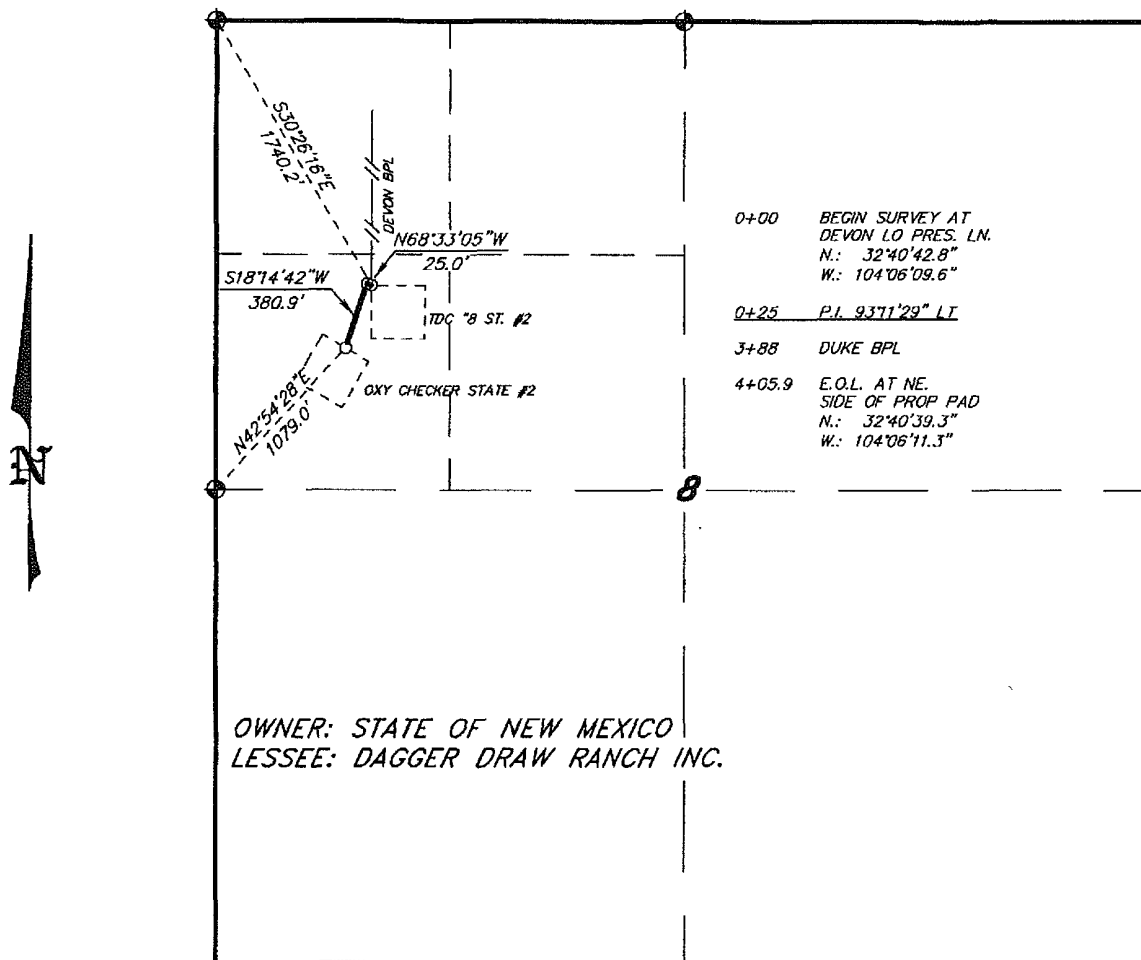 S30°26'16"E
1740.2'
DEVON BPL
N68°33'05"W
25.0'
S18°14'42"W
380.9'
TDC "8 ST. #2
OXY CHECKER STATE #2
N42°54'28"E
1079.0'
N
0+00 BEGIN SURVEY AT
DEVON LO PRES. LN.
N.: 32°40'42.8"
W.: 104°06'09.6"
0+25 P.I. 93°11'29" LT
3+88 DUKE BPL
4+05.9 E.O.L. AT NE.
SIDE OF PROP PAD
N.: 32°40'39.3"
W.: 104°06'11.3"
8
OWNER: STATE OF NEW MEXICO
LESSEE: DAGGER DRAW RANCH INC.